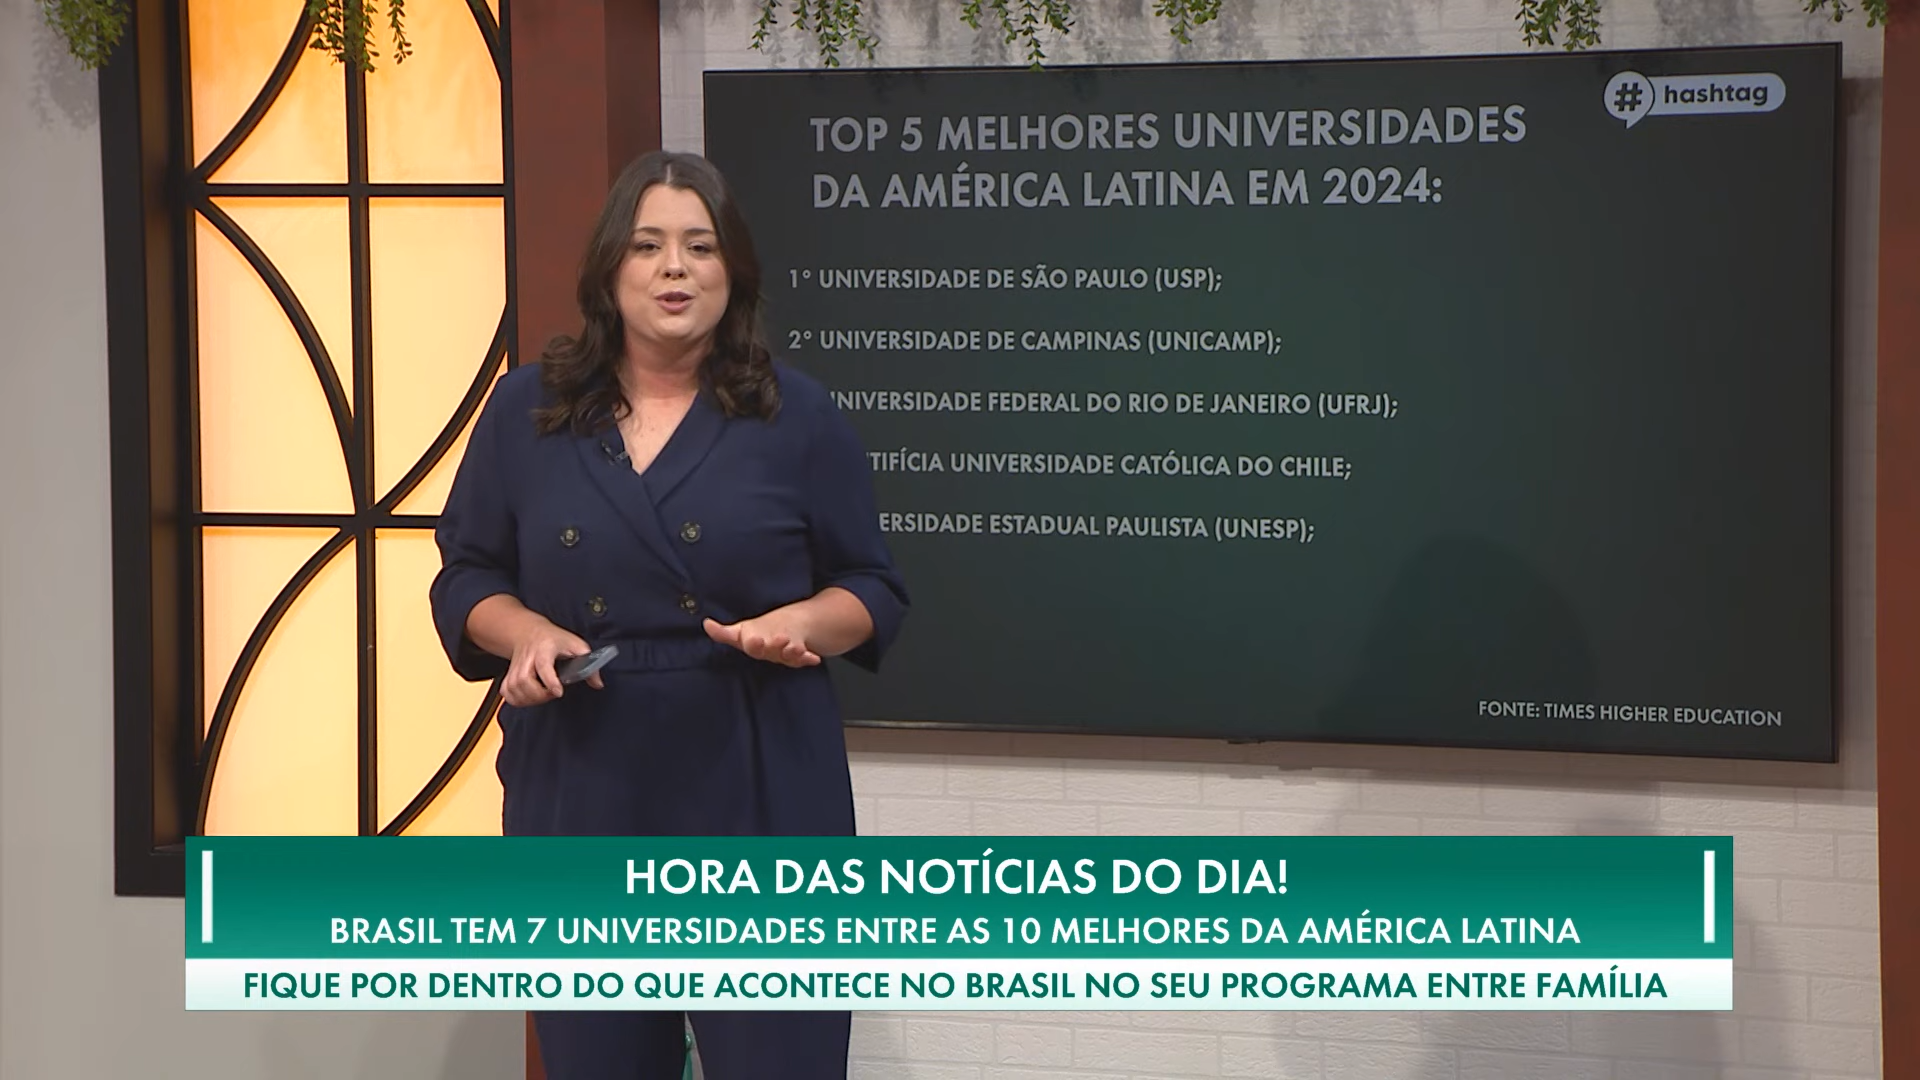 # hashtag
TOP 5 MELHORES UNIVERSIDADES
DA AMÉRICA LATINA EM 2024:
1° UNIVERSIDADE DE SÃO PAULO (USP);
2° UNIVERSIDADE DE CAMPINAS (UNICAMP);
NIVERSIDADE FEDERAL DO RIO DE JANEIRO (UFRJ);
TIFÍCIA UNIVERSIDADE CATÓLICA DO CHILE;
ERSIDADE ESTADUAL PAULISTA (UNESP);
FONTE: TIMES HIGHER EDUCATION
HORA DAS NOTÍCIAS DO DIA!
BRASIL TEM 7 UNIVERSIDADES ENTRE AS 10 MELHORES DA AMÉRICA LATINA
FIQUE POR DENTRO DO QUE ACONTECE NO BRASIL NO SEU PROGRAMA ENTRE FAMÍLIA